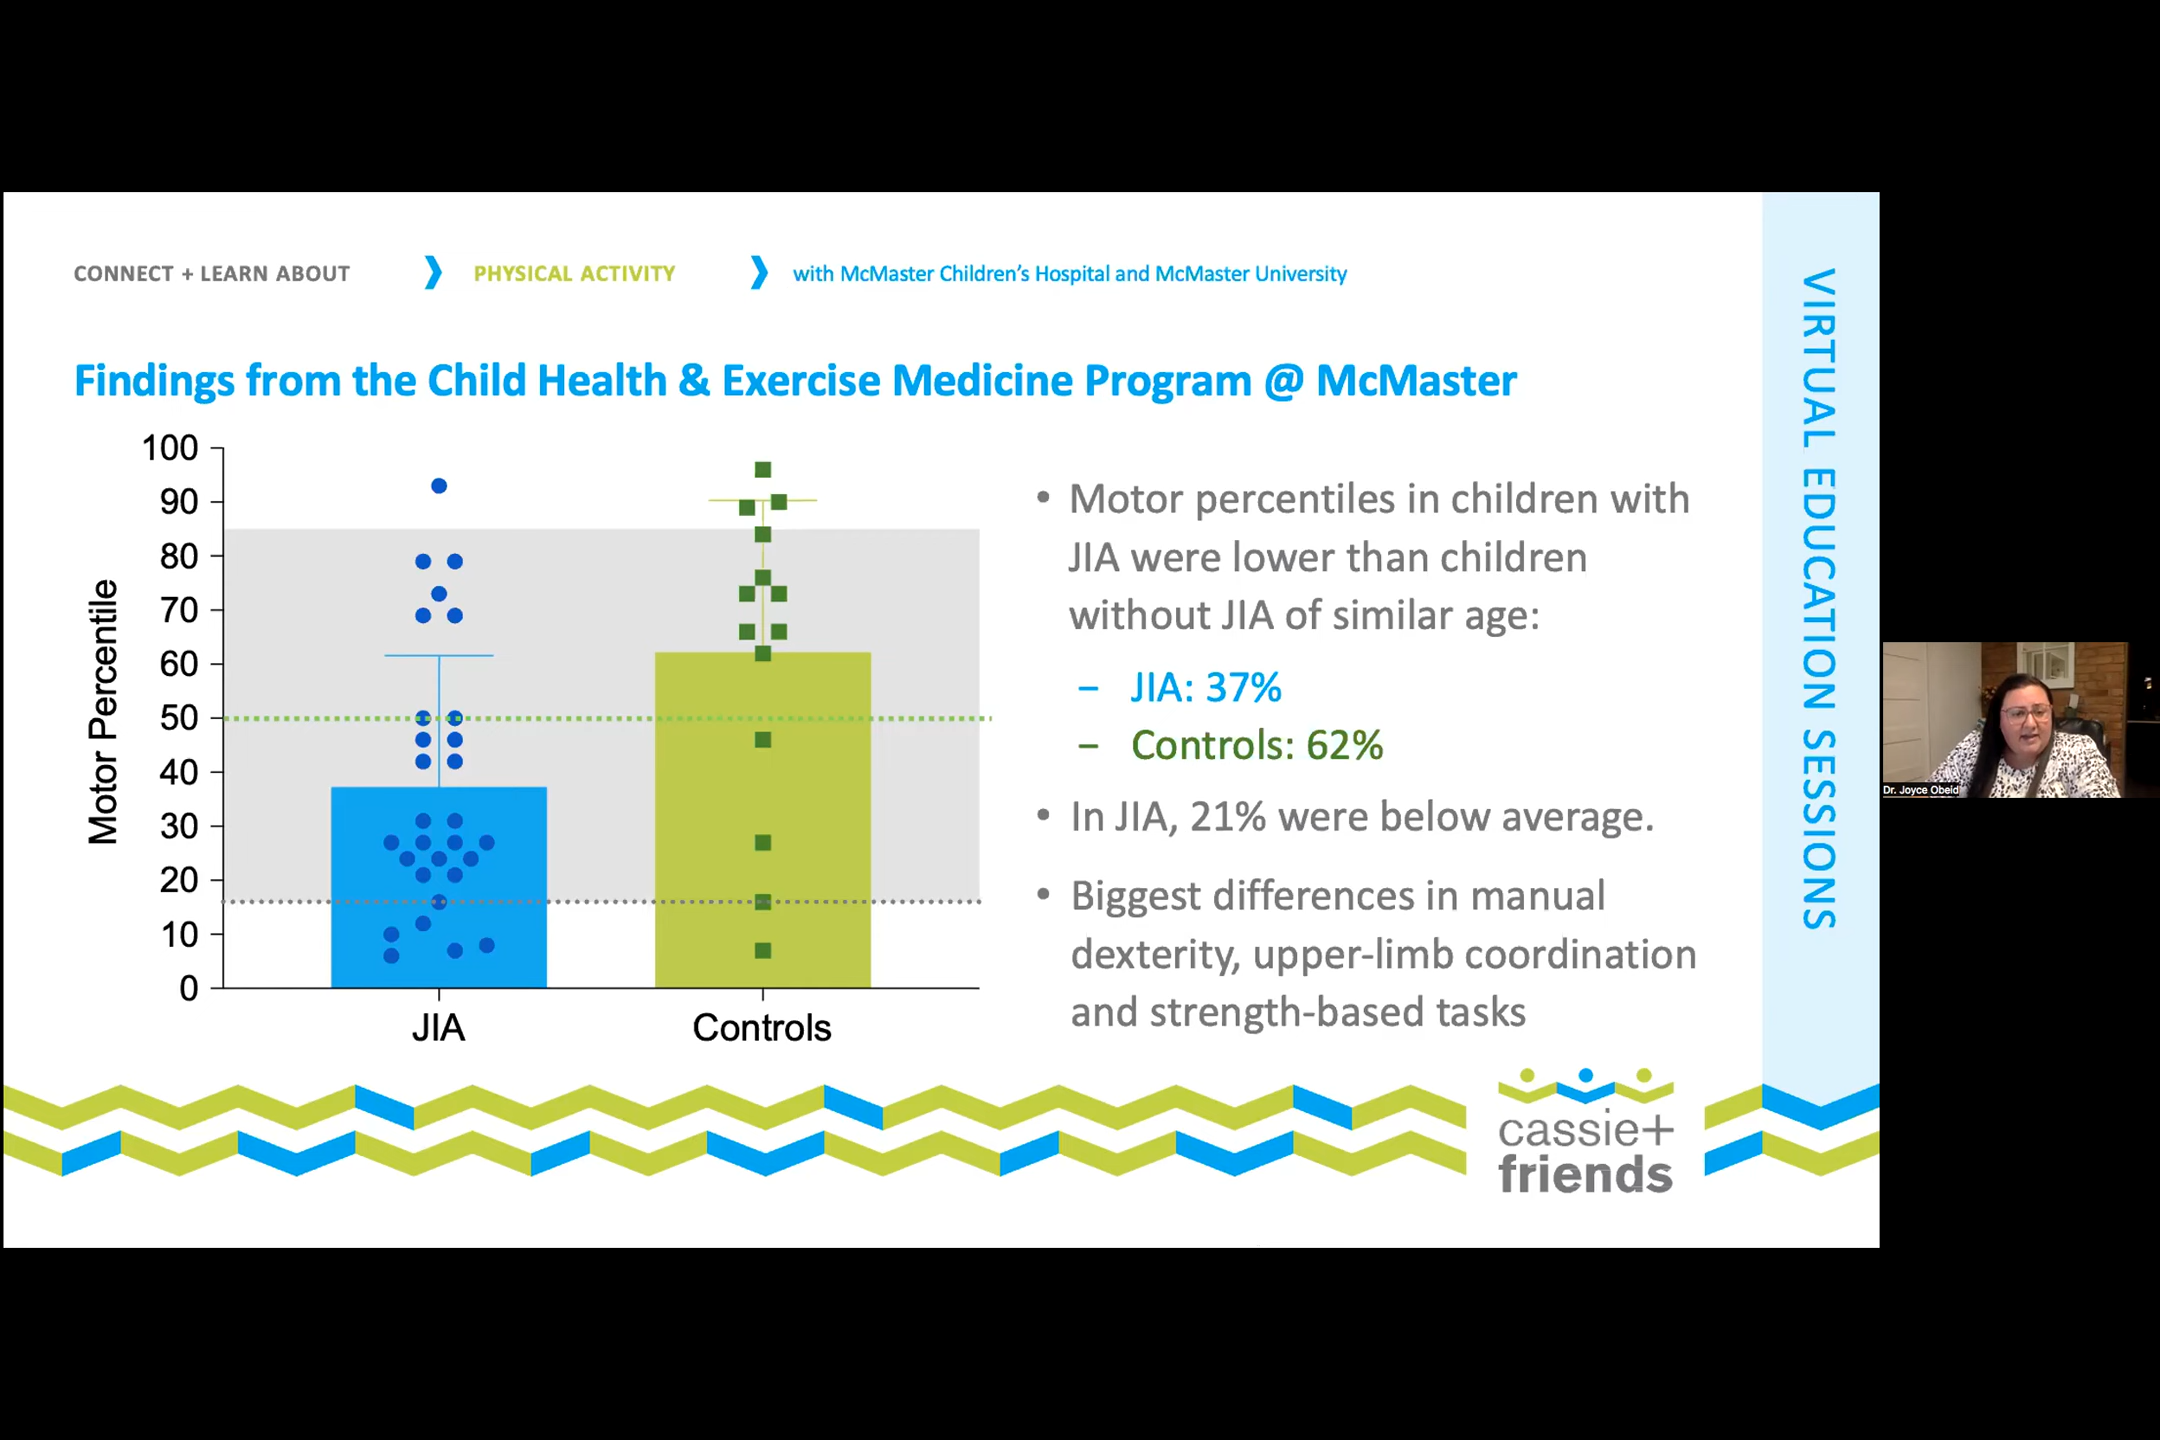 CONNECT + LEARN ABOUT
PHYSICAL ACTIVITY
with McMaster Children's Hospital and McMaster University
Findings from the Child Health & Exercise Medicine Program @ McMaster
Motor Percentile
100
90
80
70
60
50
40
30
20
10
0
JIA
Controls
• Motor percentiles in children with
JIA were lower than children
without JIA of similar age:
– JIA: 37%
– Controls: 62%
• In JIA, 21% were below average.
• Biggest differences in manual
dexterity, upper-limb coordination
and strength-based tasks
cassie+
friends
VIRTUAL EDUCATION SESSIONS
Dr. Joyce Obeid